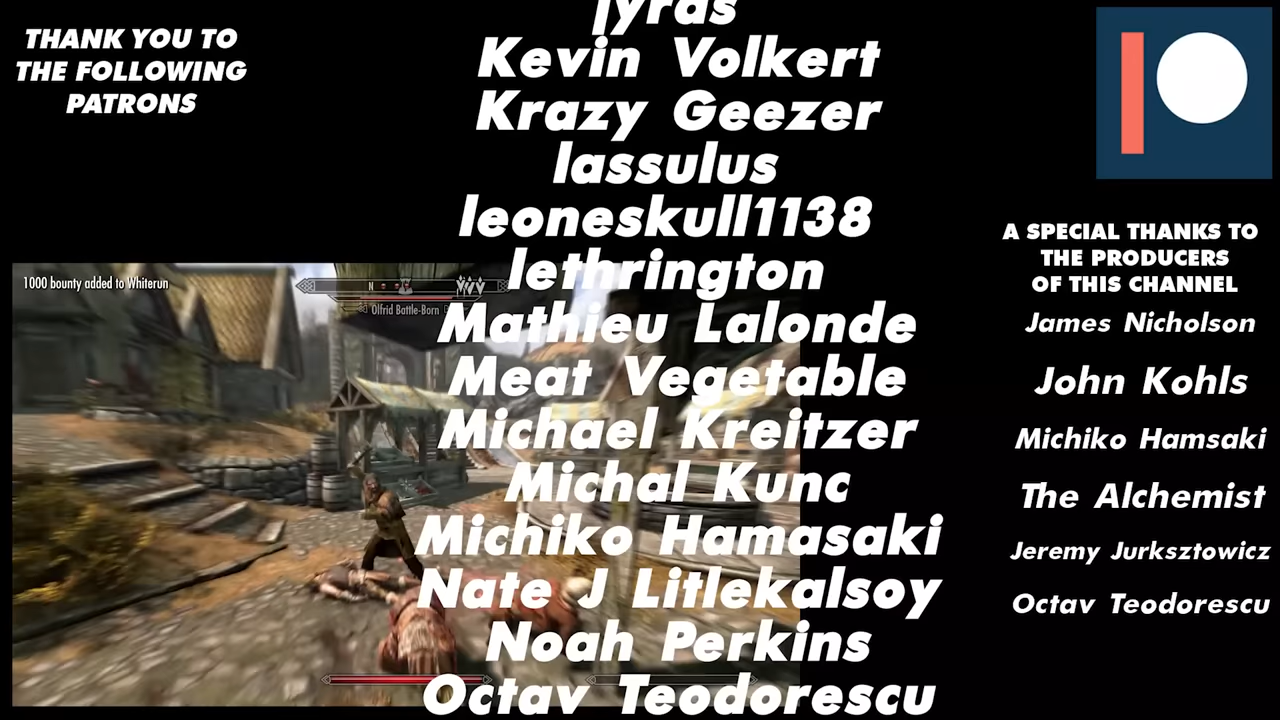 THANK YOU TO
THE FOLLOWING
PATRONS
jyras
Kevin Volkert
Krazy Geezer
lassulus
leoneskull1138
lethrington
Mathieu Lalonde
Meat Vegetable
Michael Kreitzer
Michal Kunc
Michiko Hamasaki
Nate J Litlekalsoy
Noah Perkins
Octav Teodorescu
1000 bounty added to Whiterun
N
Olfrid Battle-Born
A SPECIAL THANKS TO
THE PRODUCERS
OF THIS CHANNEL
James Nicholson
John Kohls
Michiko Hamsaki
The Alchemist
Jeremy Jurksztowicz
Octav Teodorescu